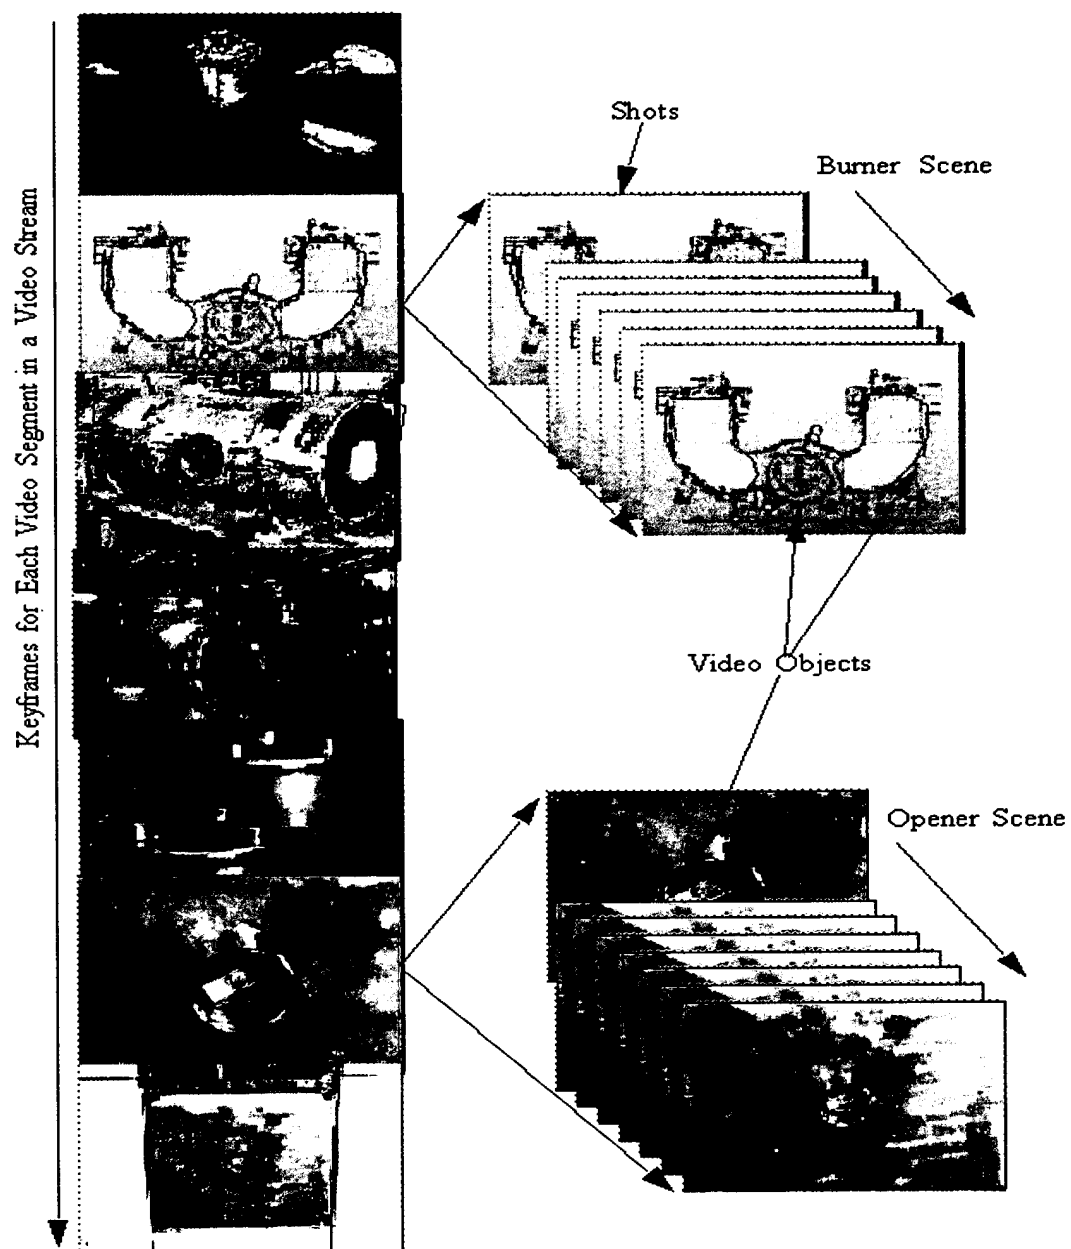 Keyframes for Each Video Segment in a Video Stream
Shots
Burner Scene
Video Objects
Opener Scene